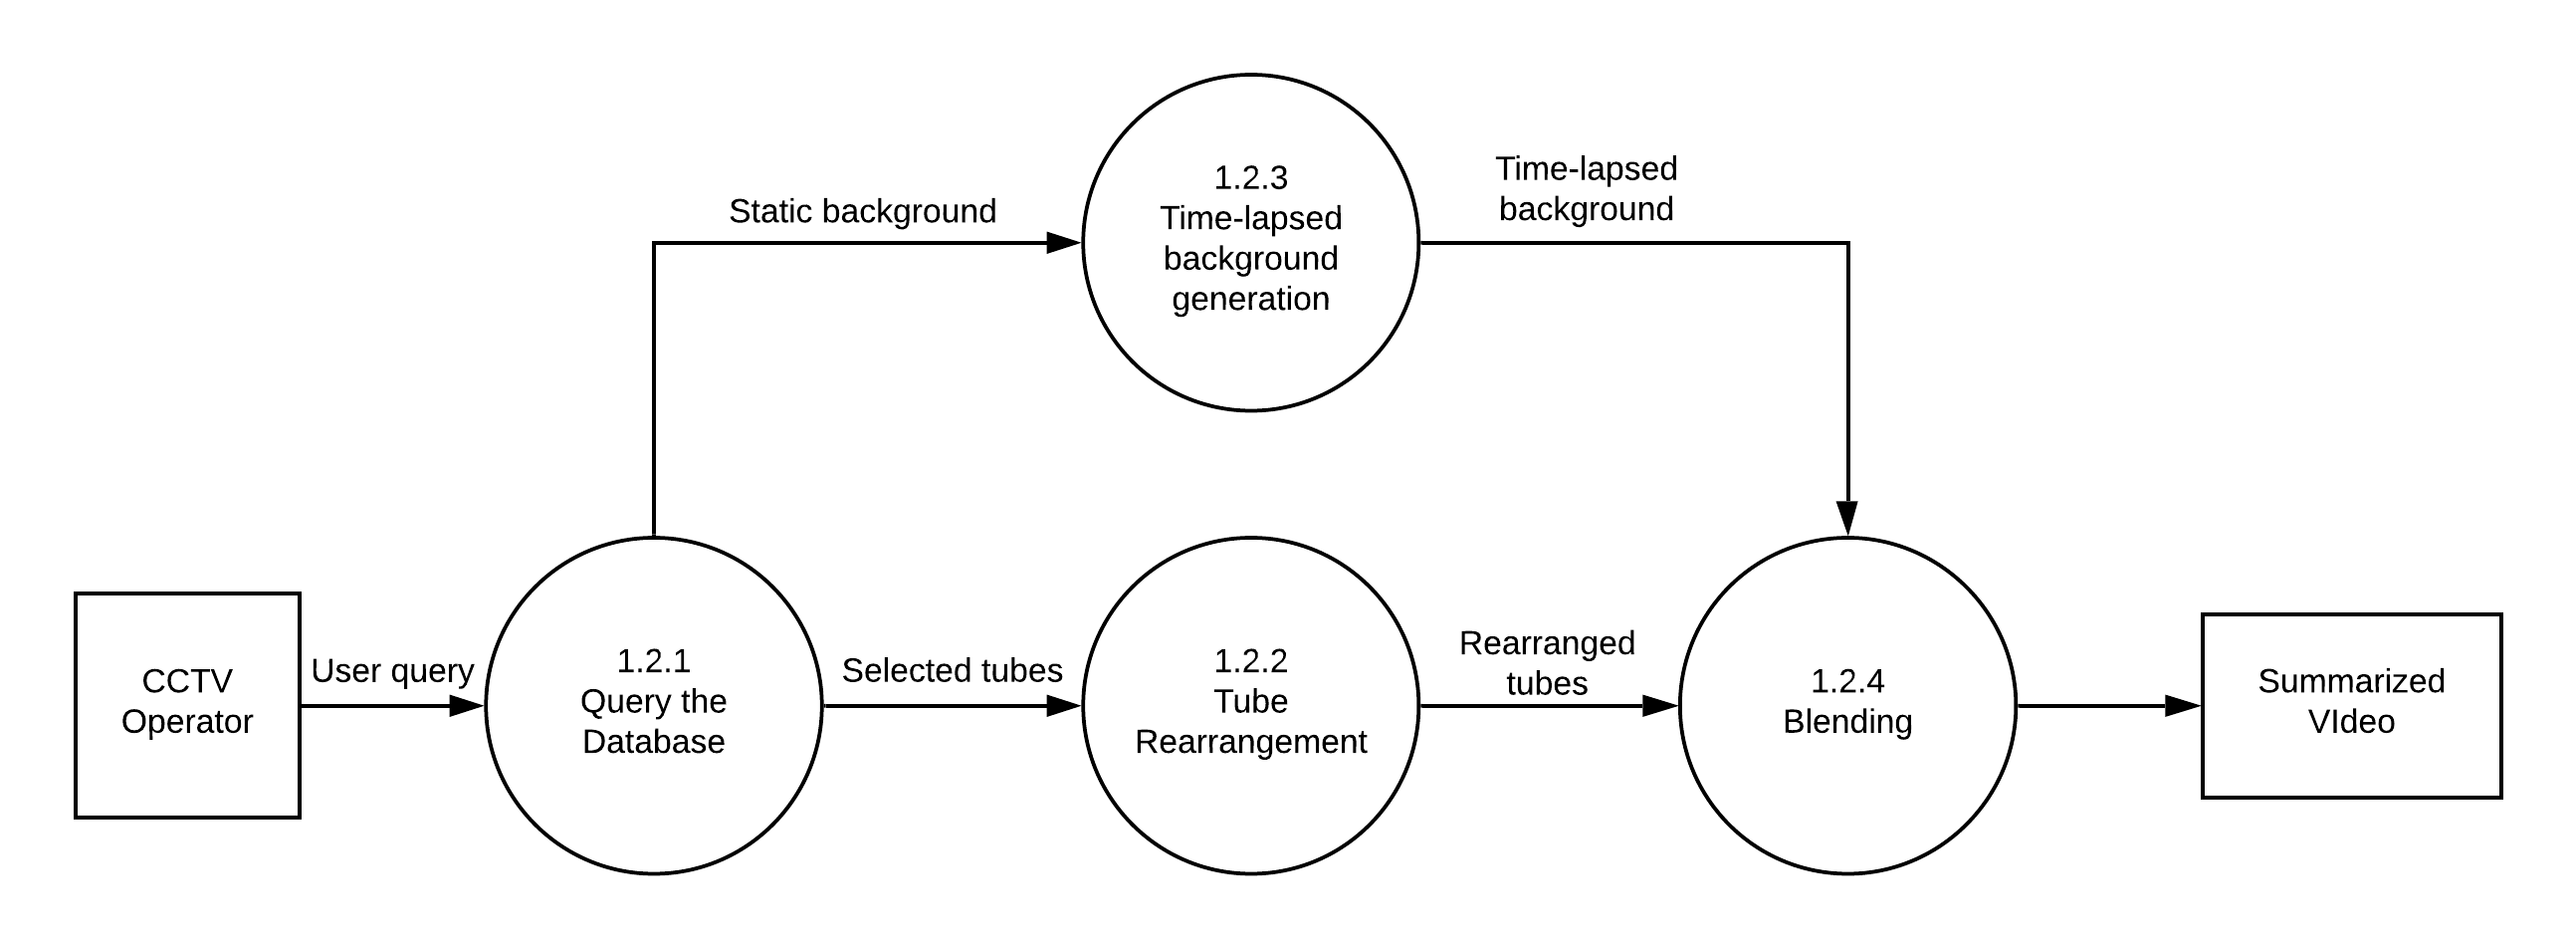 1.2.3
Time-lapsed
background
generation
Static background
Time-lapsed
background
CCTV
Operator
User query
1.2.1
Query the
Database
Selected tubes
1.2.2
Tube
Rearrangement
Rearranged
tubes
1.2.4
Blending
Summarized
VIdeo